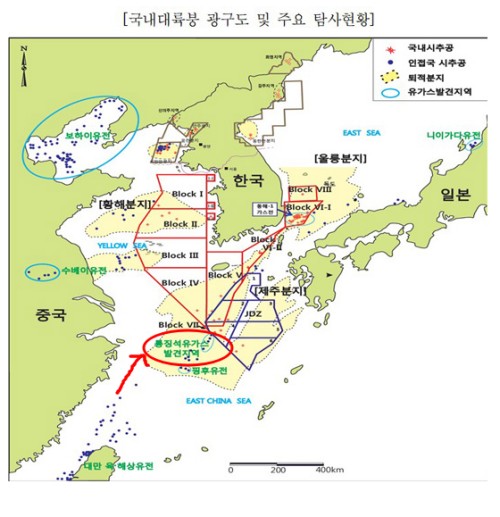 [국내대륙붕 광구도 및 주요 탐사현황]
N
S
국내시추공
인접국 시추공
퇴적분지
유가스발견지역
보하이유전
EAST SEA
니이가타유전
[울릉분지]
한국
독도
Block VIII
Block VI-I
일본
동해-1
가스전
Block I
[황해분지]
Block II
YELLOW SEA
Block VI-II
Block III
수베이유전
Block IV
Block V
[제주분지]
중국
JDZ
Block VII
룽징석유가스
발견지역
핑후유전
EAST CHINA SEA
대만 북 해상유전
0 200 400km